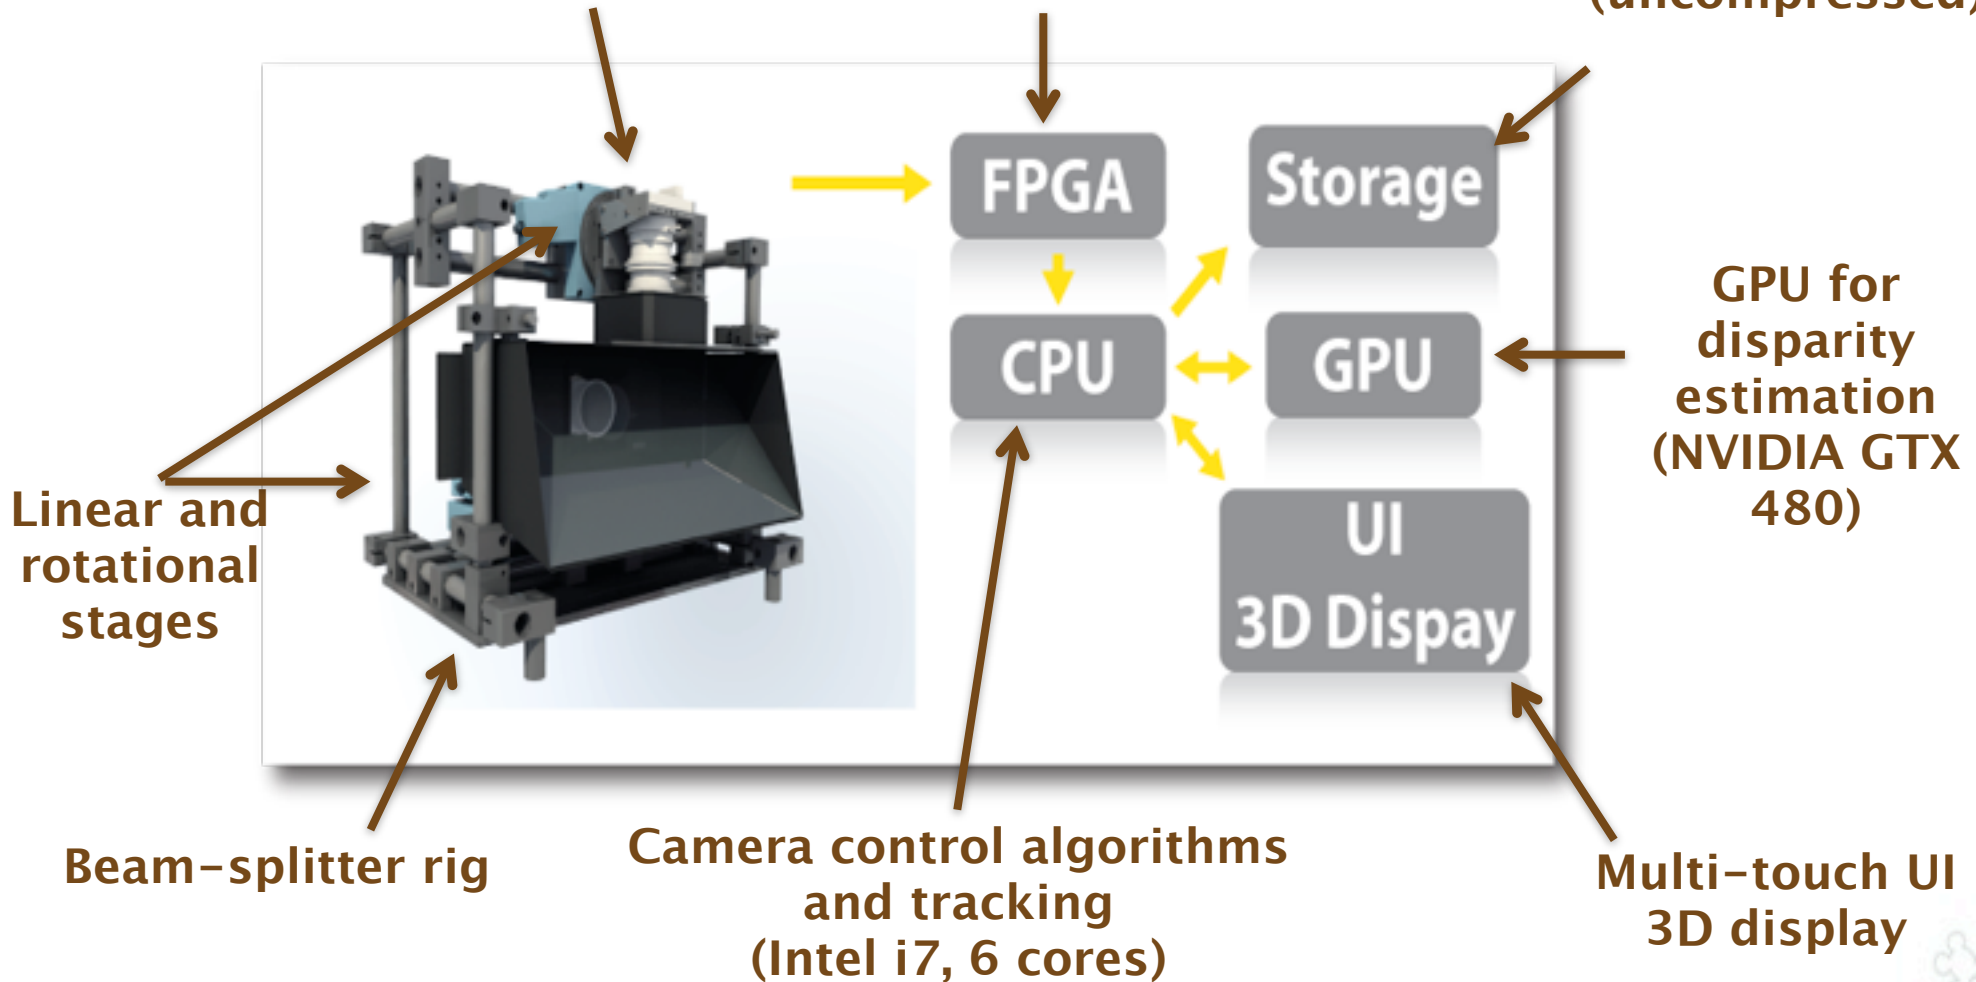 (uncompressed)
FPGA
Storage
CPU
GPU
UI
3D Dispay
GPU for
disparity
estimation
(NVIDIA GTX
480)
Linear and
rotational
stages
Beam-splitter rig
Camera control algorithms
and tracking
(Intel i7, 6 cores)
Multi-touch UI
3D display